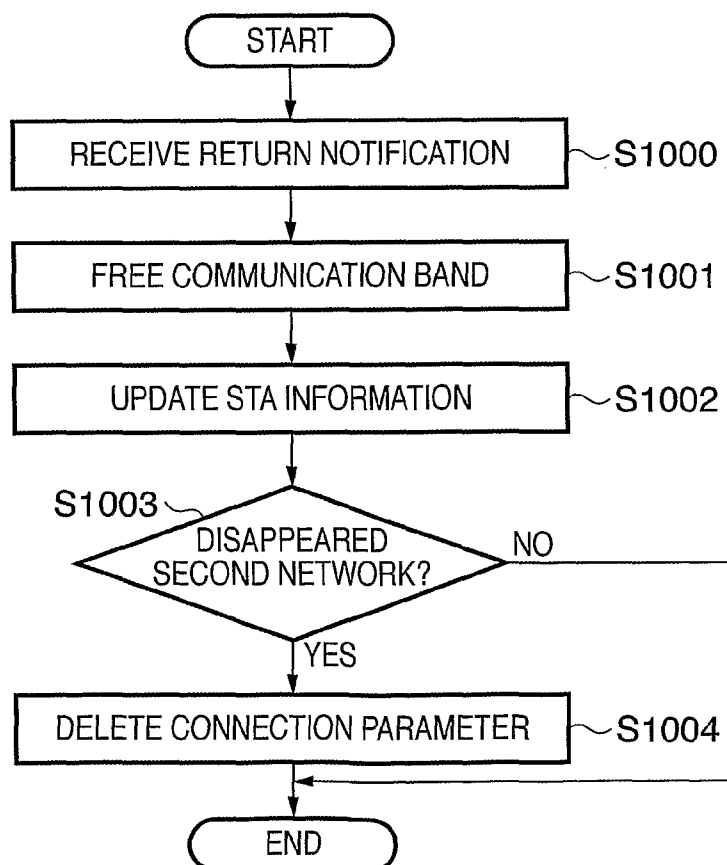 START
RECEIVE RETURN NOTIFICATION
S1000
FREE COMMUNICATION BAND
S1001
UPDATE STA INFORMATION
S1002
S1003
DISAPPEARED
SECOND NETWORK?
NO
YES
DELETE CONNECTION PARAMETER
S1004
END